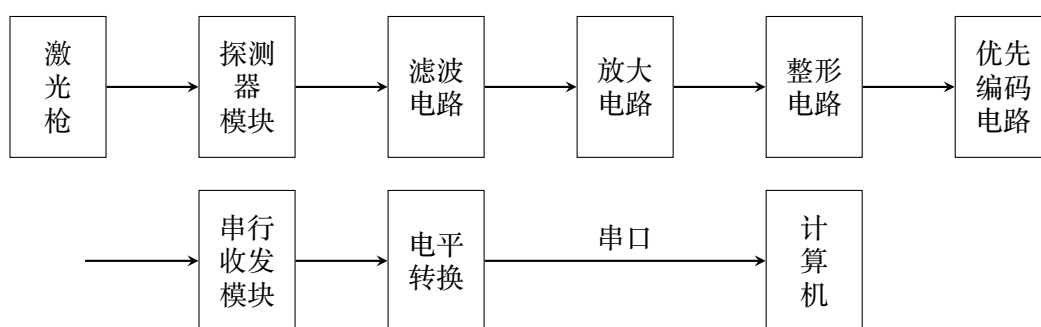 激
光
枪
探测
器
模块
滤波
电路
放大
电路
整形
电路
优先
编码
电路
串行
收发
模块
电平
转换
串口
计
算
机